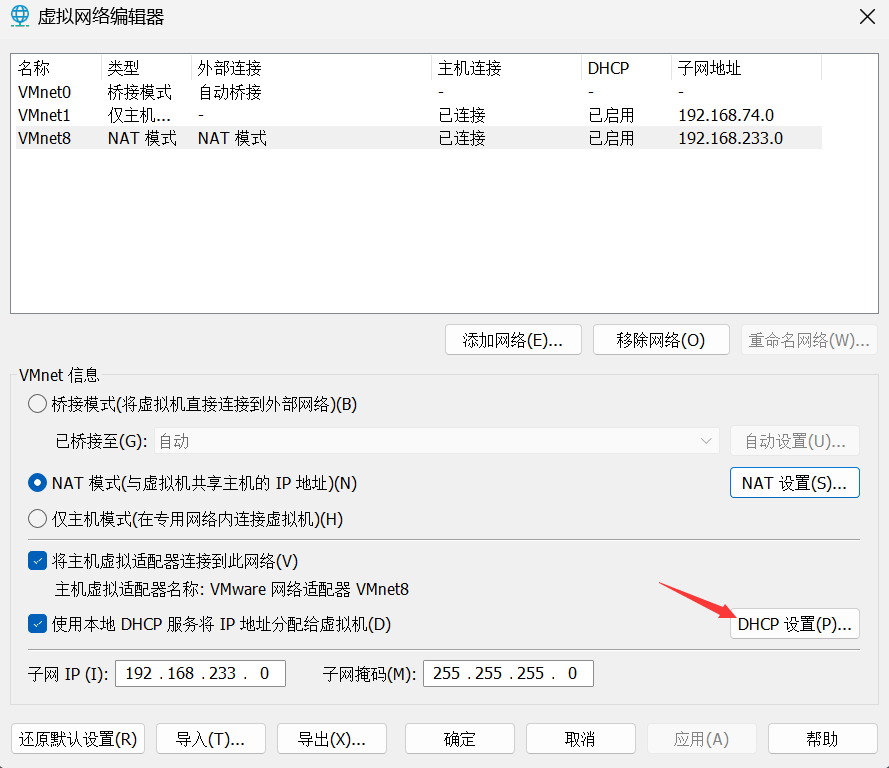 虚拟网络编辑器
名称 类型 外部连接 主机连接 DHCP 子网地址
VMnet0 桥接模式 自动桥接 - - -
VMnet1 仅主机... - 已连接 已启用 192.168.74.0
VMnet8 NAT 模式 NAT 模式 已连接 已启用 192.168.233.0
添加网络(E)... 移除网络(O) 重命名网络(W)...
VMnet 信息
桥接模式(将虚拟机直接连接到外部网络)(B)
已桥接至(G): 自动 自动设置(U)...
NAT 模式(与虚拟机共享主机的 IP 地址)(N) NAT 设置(S)...
仅主机模式(在专用网络内连接虚拟机)(H)
将主机虚拟适配器连接到此网络(V)
主机虚拟适配器名称: VMware 网络适配器 VMnet8
使用本地 DHCP 服务将 IP 地址分配给虚拟机(D) DHCP 设置(P)...
子网 IP (I): 192 . 168 . 233 . 0 子网掩码(M): 255 . 255 . 255 . 0
还原默认设置(R) 导入(T)... 导出(X)... 确定 取消 应用(A) 帮助